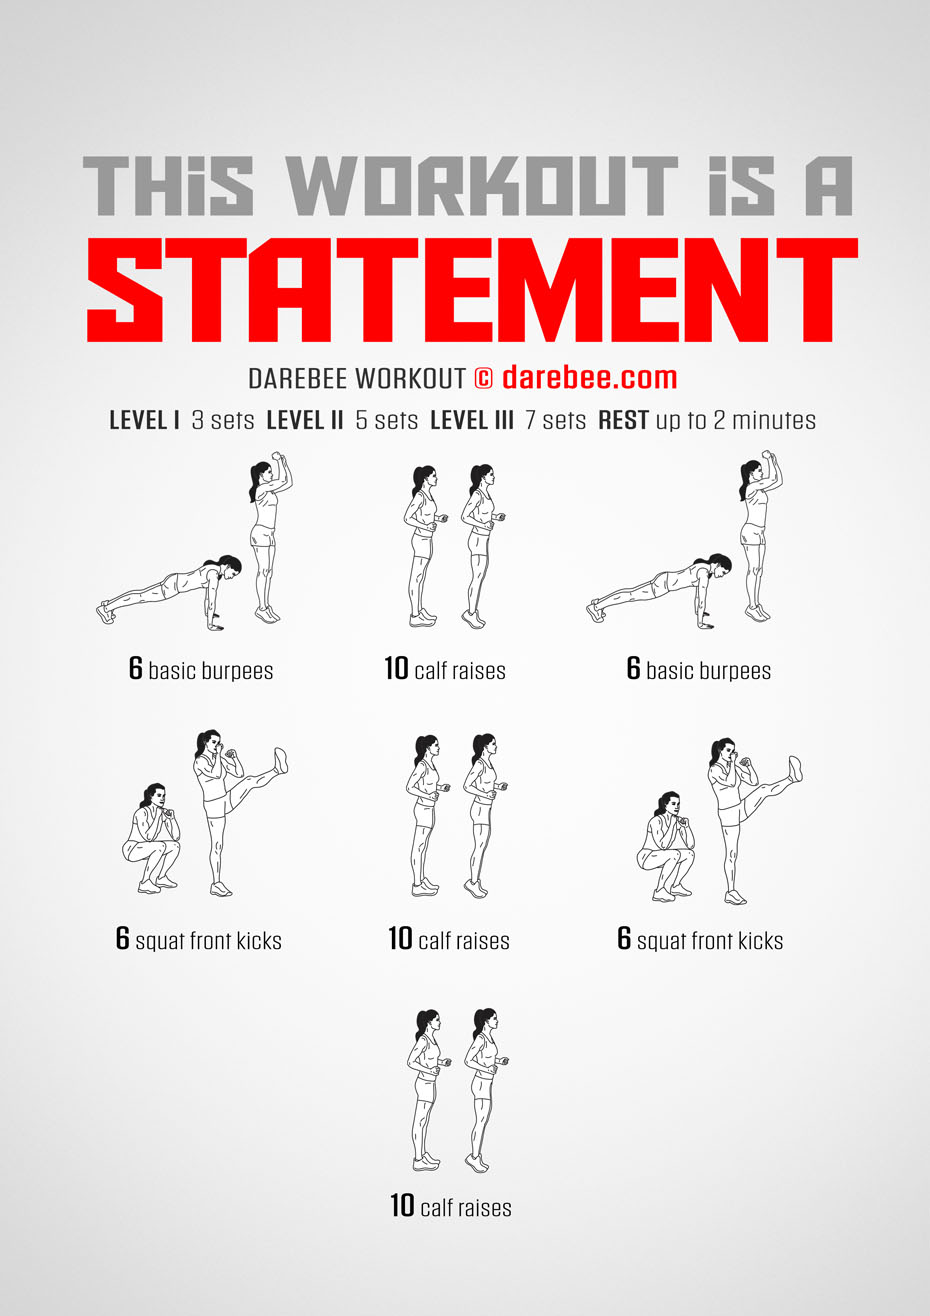 THiS WORKOUT iS A
STATEMENT
DAREBEE WORKOUT © darebee.com
LEVEL I 3 sets LEVEL II 5 sets LEVEL III 7 sets REST up to 2 minutes
6 basic burpees
10 calf raises
6 basic burpees
6 squat front kicks
10 calf raises
6 squat front kicks
10 calf raises